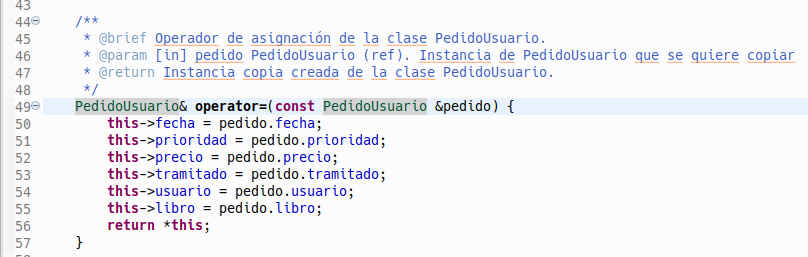 43
44 /**
45 * @brief Operador de asignación de la clase PedidoUsuario.
46 * @param [in] pedido PedidoUsuario (ref). Instancia de PedidoUsuario que se quiere copiar
47 * @return Instancia copia creada de la clase PedidoUsuario.
48 */
49 PedidoUsuario& operator=(const PedidoUsuario &pedido) {
50 this->fecha = pedido.fecha;
51 this->prioridad = pedido.prioridad;
52 this->precio = pedido.precio;
53 this->tramitado = pedido.tramitado;
54 this->usuario = pedido.usuario;
55 this->libro = pedido.libro;
56 return *this;
57 }